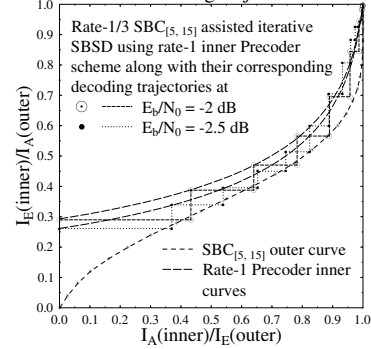 Rate-1/3 SBC[5, 15] assisted iterative
SBSD using rate-1 inner Precoder
scheme along with their corresponding
decoding trajectories at
Eb/N0 = -2 dB
Eb/N0 = -2.5 dB
SBC[5, 15] outer curve
Rate-1 Precoder inner
curves
1.0
0.9
0.8
0.7
0.6
0.5
0.4
0.3
0.2
0.1
0.0
IE(inner)/IA(outer)
0.0 0.1 0.2 0.3 0.4 0.5 0.6 0.7 0.8 0.9 1.0
IA(inner)/IE(outer)